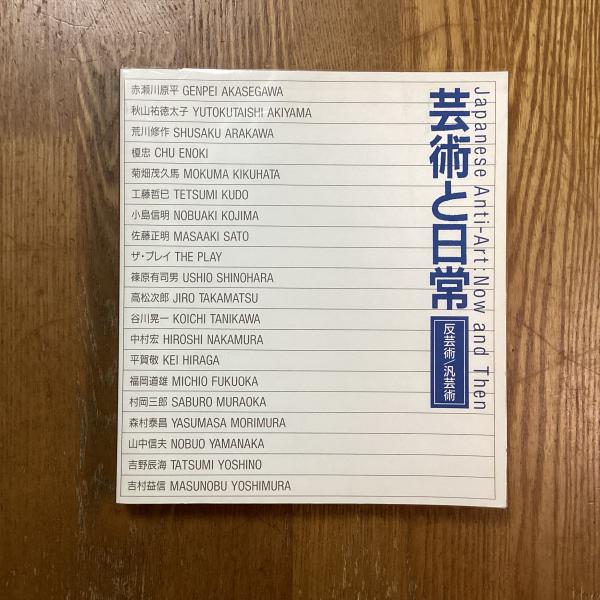 赤瀬川原平 GENPEI AKASEGAWA
秋山祐徳太子 YUTOKUTAISHI AKIYAMA
荒川修作 SHUSAKU ARAKAWA
榎忠 CHU ENOKI
菊畑茂久馬 MOKUMA KIKUHATA
工藤哲巳 TETSUMI KUDO
小島信明 NOBUAKI KOJIMA
佐藤正明 MASAAKI SATO
ザ・プレイ THE PLAY
篠原有司男 USHIO SHINOHARA
高松次郎 JIRO TAKAMATSU
谷川晃一 KOICHI TANIKAWA
中村宏 HIROSHI NAKAMURA
平賀敬 KEI HIRAGA
福岡道雄 MICHIO FUKUOKA
村岡三郎 SABURO MURAOKA
森村泰昌 YASUMASA MORIMURA
山中信夫 NOBUO YAMANAKA
吉野辰海 TATSUMI YOSHINO
吉村益信 MASUNOBU YOSHIMURA
Japanese Anti-Art: Now and Then
芸術と日常
反芸術/汎芸術